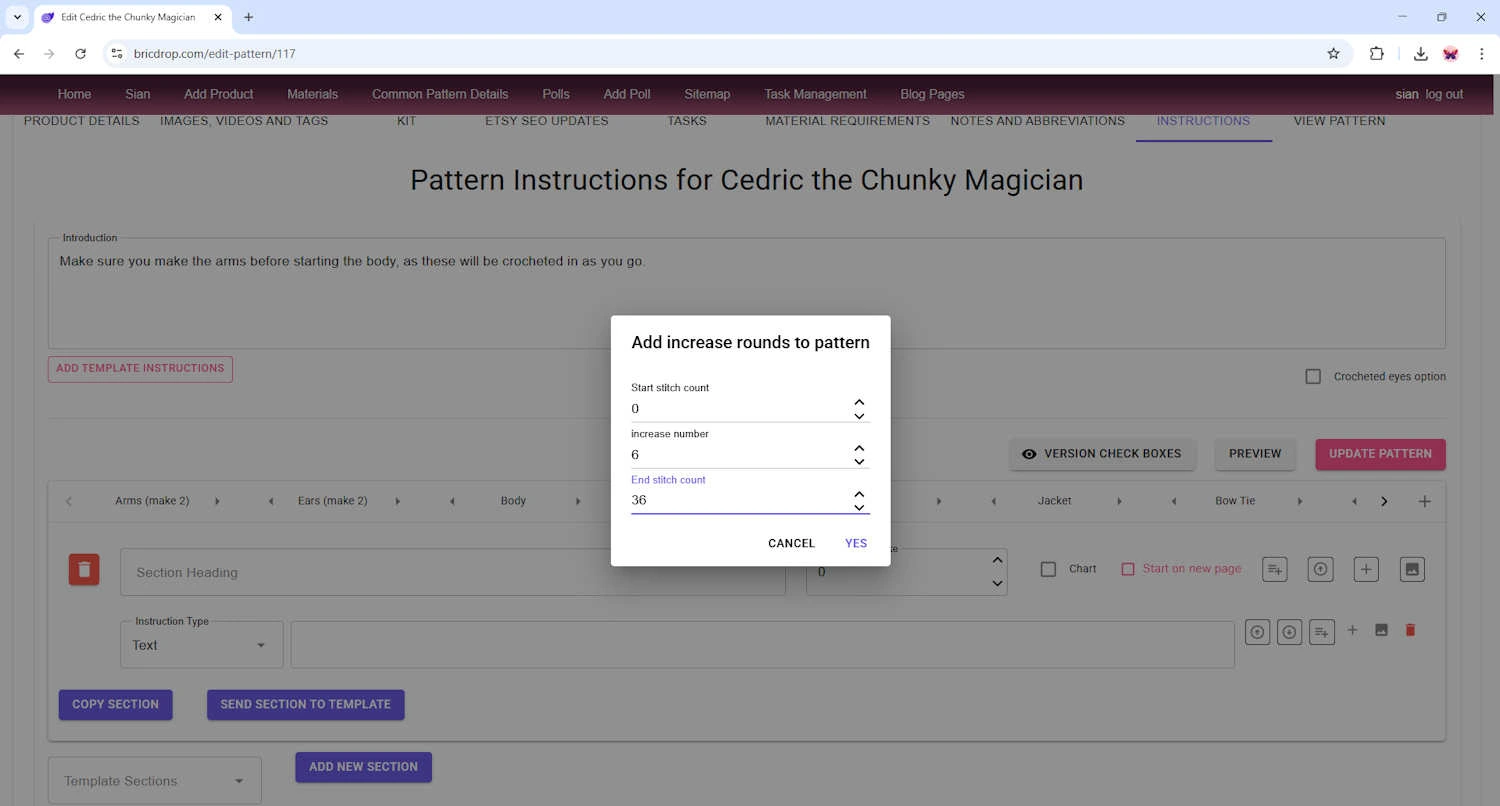 Edit Cedric the Chunky Magician
bricdrop.com/edit-pattern/117
Home Sian Add Product Materials Common Pattern Details Polls Add Poll Sitemap Task Management Blog Pages sian log out
PRODUCT DETAILS IMAGES, VIDEOS AND TAGS KIT ETSY SEO UPDATES TASKS MATERIAL REQUIREMENTS NOTES AND ABBREVIATIONS INSTRUCTIONS VIEW PATTERN
Pattern Instructions for Cedric the Chunky Magician
Introduction
Make sure you make the arms before starting the body, as these will be crocheted in as you go.
ADD TEMPLATE INSTRUCTIONS
Crocheted eyes option
Add increase rounds to pattern
Start stitch count
0
increase number
6
End stitch count
36
CANCEL YES
VERSION CHECK BOXES PREVIEW UPDATE PATTERN
Arms (make 2) Ears (make 2) Body Jacket Bow Tie
Section Heading
0
Chart Start on new page
Instruction Type
Text
COPY SECTION SEND SECTION TO TEMPLATE
Template Sections
ADD NEW SECTION